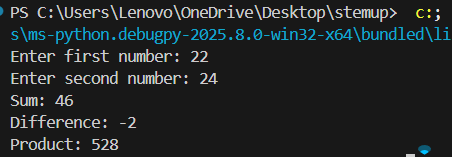 PS C:\Users\Lenovo\OneDrive\Desktop\stemup>  c:;
s\ms-python.debugpy-2025.8.0-win32-x64\bundled\li
Enter first number: 22
Enter second number: 24
Sum: 46
Difference: -2
Product: 528